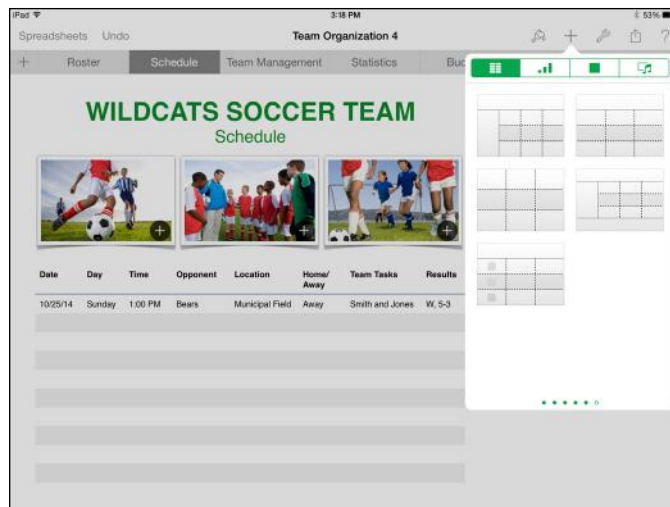 iPad 3:18 PM 53%
Spreadsheets Undo Team Organization 4 ?
+ Roster Schedule Team Management Statistics
WILDCATS SOCCER TEAM
Schedule
Date Day Time Opponent Location Home/ Team Tasks Results
Away
10/25/14 Sunday 1:00 PM Bears Municipal Field Away Smith and Jones W, 5-3